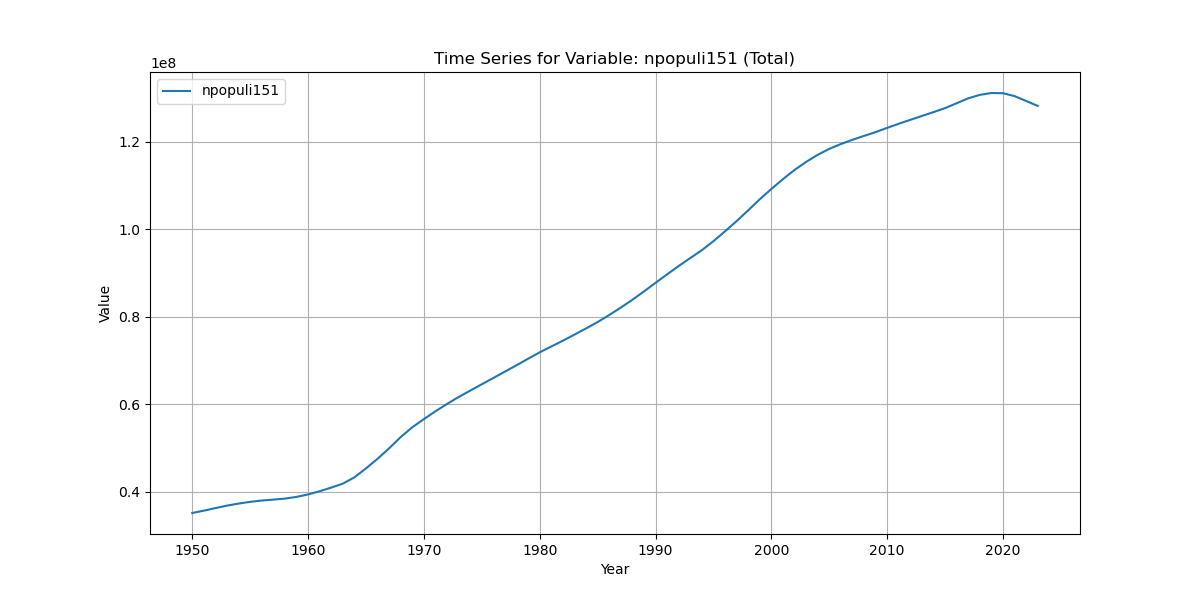 Time Series for Variable: npopuli151 (Total)
1e8
npopuli151
1.2
1.0
0.8
0.6
0.4
Value
1950 1960 1970 1980 1990 2000 2010 2020
Year